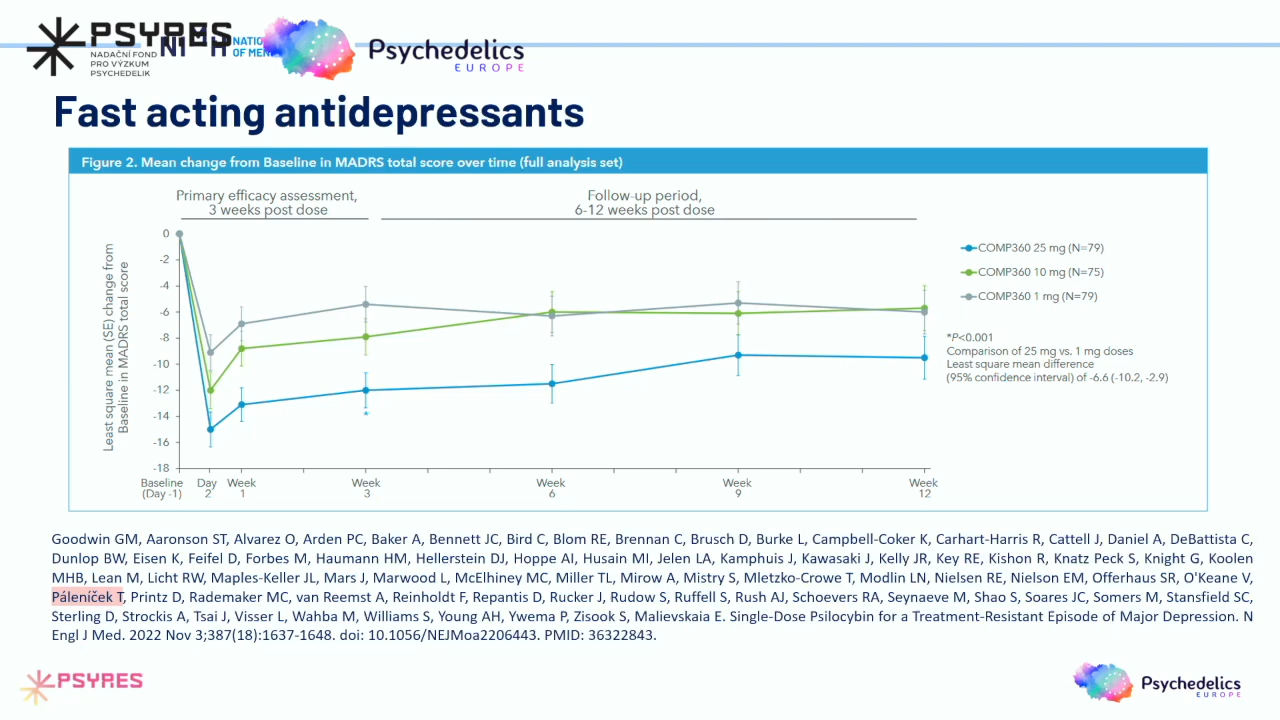 PSYRES
NADAČNÍ FOND
PRO VÝZKUM
PSYCHEDELIK
NATIO
OF MEN
Psychedelics
EUROPE
Fast acting antidepressants
Figure 2. Mean change from Baseline in MADRS total score over time (full analysis set)
Primary efficacy assessment,
3 weeks post dose
Follow-up period,
6-12 weeks post dose
Least square mean (SE) change from
Baseline in MADRS total score
0
-2
-4
-6
-8
-10
-12
-14
-16
-18
Baseline
(Day -1)
Day
2
Week
1
Week
3
Week
6
Week
9
Week
12
*
COMP360 25 mg (N=79)
COMP360 10 mg (N=75)
COMP360 1 mg (N=79)
*P<0.001
Comparison of 25 mg vs. 1 mg doses
Least square mean difference
(95% confidence interval) of -6.6 (-10.2, -2.9)
Goodwin GM, Aaronson ST, Alvarez O, Arden PC, Baker A, Bennett JC, Bird C, Blom RE, Brennan C, Brusch D, Burke L, Campbell-Coker K, Carhart-Harris R, Cattell J, Daniel A, DeBattista C,
Dunlop BW, Eisen K, Feifel D, Forbes M, Haumann HM, Hellerstein DJ, Hoppe AI, Husain MI, Jelen LA, Kamphuis J, Kawasaki J, Kelly JR, Key RE, Kishon R, Knatz Peck S, Knight G, Koolen
MHB, Lean M, Licht RW, Maples-Keller JL, Mars J, Marwood L, McElhiney MC, Miller TL, Mirow A, Mistry S, Mletzko-Crowe T, Modlin LN, Nielsen RE, Nielson EM, Offerhaus SR, O'Keane V,
Páleníček T, Printz D, Rademaker MC, van Reemst A, Reinholdt F, Repantis D, Rucker J, Rudow S, Ruffell S, Rush AJ, Schoevers RA, Seynaeve M, Shao S, Soares JC, Somers M, Stansfield SC,
Sterling D, Strockis A, Tsai J, Visser L, Wahba M, Williams S, Young AH, Ywema P, Zisook S, Malievskaia E. Single-Dose Psilocybin for a Treatment-Resistant Episode of Major Depression. N
Engl J Med. 2022 Nov 3;387(18):1637-1648. doi: 10.1056/NEJMoa2206443. PMID: 36322843.
PSYRES
Psychedelics
EUROPE